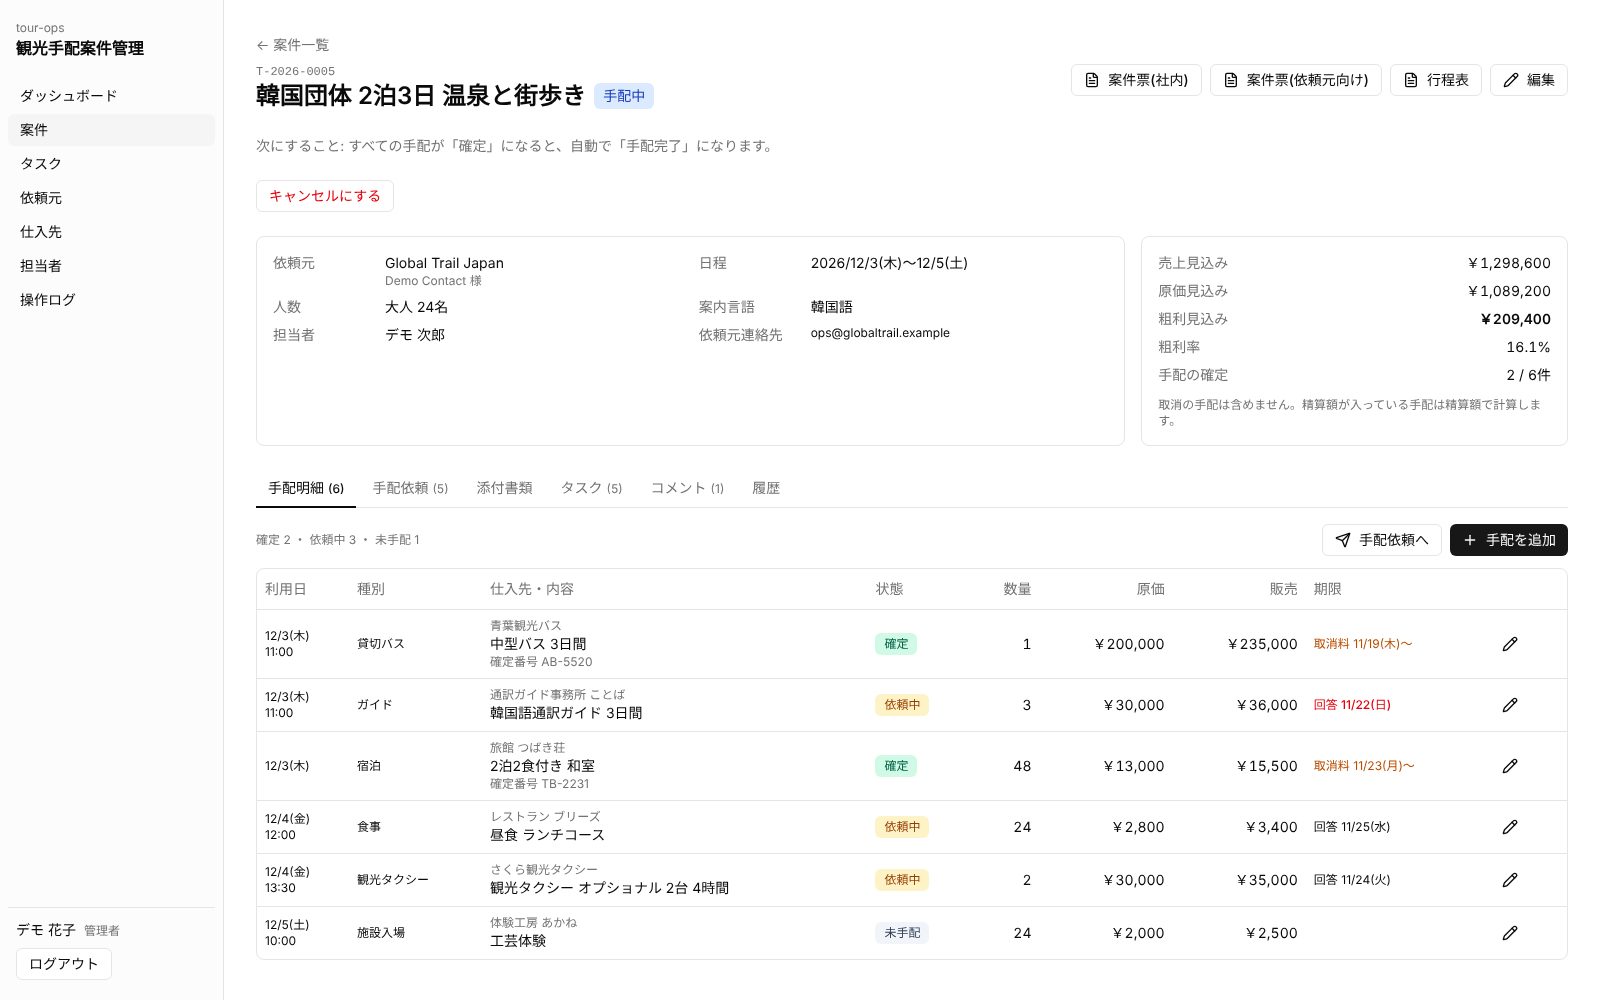 tour-ops
観光手配案件管理
ダッシュボード
案件
タスク
依頼元
仕入先
担当者
操作ログ
デモ 花子 管理者
ログアウト
← 案件一覧
T-2026-0005
韓国団体 2泊3日 温泉と街歩き 手配中
案件票(社内) 案件票(依頼元向け) 行程表 編集
次にすること: すべての手配が「確定」になると、自動で「手配完了」になります。
キャンセルにする
依頼元 Global Trail Japan 日程 2026/12/3(木)〜12/5(土)
Demo Contact 様
人数 大人 24名 案内言語 韓国語
担当者 デモ 次郎 依頼元連絡先 ops@globaltrail.example
売上見込み ¥1,298,600
原価見込み ¥1,089,200
粗利見込み ¥209,400
粗利率 16.1%
手配の確定 2 / 6件
取消の手配は含めません。精算額が入っている手配は精算額で計算しま
す。
手配明細 (6) 手配依頼 (5) 添付書類 タスク (5) コメント (1) 履歴
確定 2 ・ 依頼中 3 ・ 未手配 1
手配依頼へ + 手配を追加
利用日 種別 仕入先・内容 状態 数量 原価 販売 期限
青葉観光バス
12/3(木) 11:00 貸切バス 中型バス 3日間 確定 1 ¥200,000 ¥235,000 取消料 11/19(木)〜
確定番号 AB-5520
通訳ガイド事務所 ことば
12/3(木) 11:00 ガイド 韓国語通訳ガイド 3日間 依頼中 3 ¥30,000 ¥36,000 回答 11/22(日)
旅館 つばき荘
12/3(木) 宿泊 2泊2食付き 和室 確定 48 ¥13,000 ¥15,500 取消料 11/23(月)〜
確定番号 TB-2231
レストラン ブリーズ
12/4(金) 12:00 食事 昼食 ランチコース 依頼中 24 ¥2,800 ¥3,400 回答 11/25(水)
さくら観光タクシー
12/4(金) 13:30 観光タクシー 観光タクシー オプショナル 2台 4時間 依頼中 2 ¥30,000 ¥35,000 回答 11/24(火)
体験工房 あかね
12/5(土) 10:00 施設入場 工芸体験 未手配 24 ¥2,000 ¥2,500